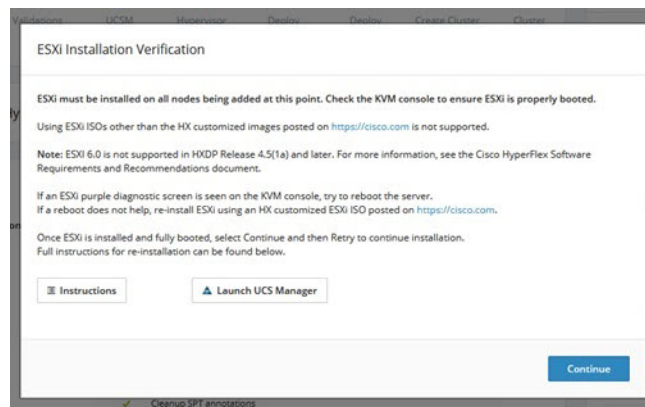 Validations UCSM Hypervisor Deploy Deploy Create Cluster Cluster
ESXi Installation Verification
ESXi must be installed on all nodes being added at this point. Check the KVM console to ensure ESXi is properly booted.
Using ESXi ISOs other than the HX customized images posted on https://cisco.com is not supported.
Note: ESXI 6.0 is not supported in HXDP Release 4.5(1a) and later. For more information, see the Cisco HyperFlex Software
Requirements and Recommendations document.
If an ESXi purple diagnostic screen is seen on the KVM console, try to reboot the server.
If a reboot does not help, re-install ESXi using an HX customized ESXi ISO posted on https://cisco.com.
Once ESXi is installed and fully booted, select Continue and then Retry to continue installation.
Full instructions for re-installation can be found below.
Instructions Launch UCS Manager
Continue
Cleanup SPT annotations